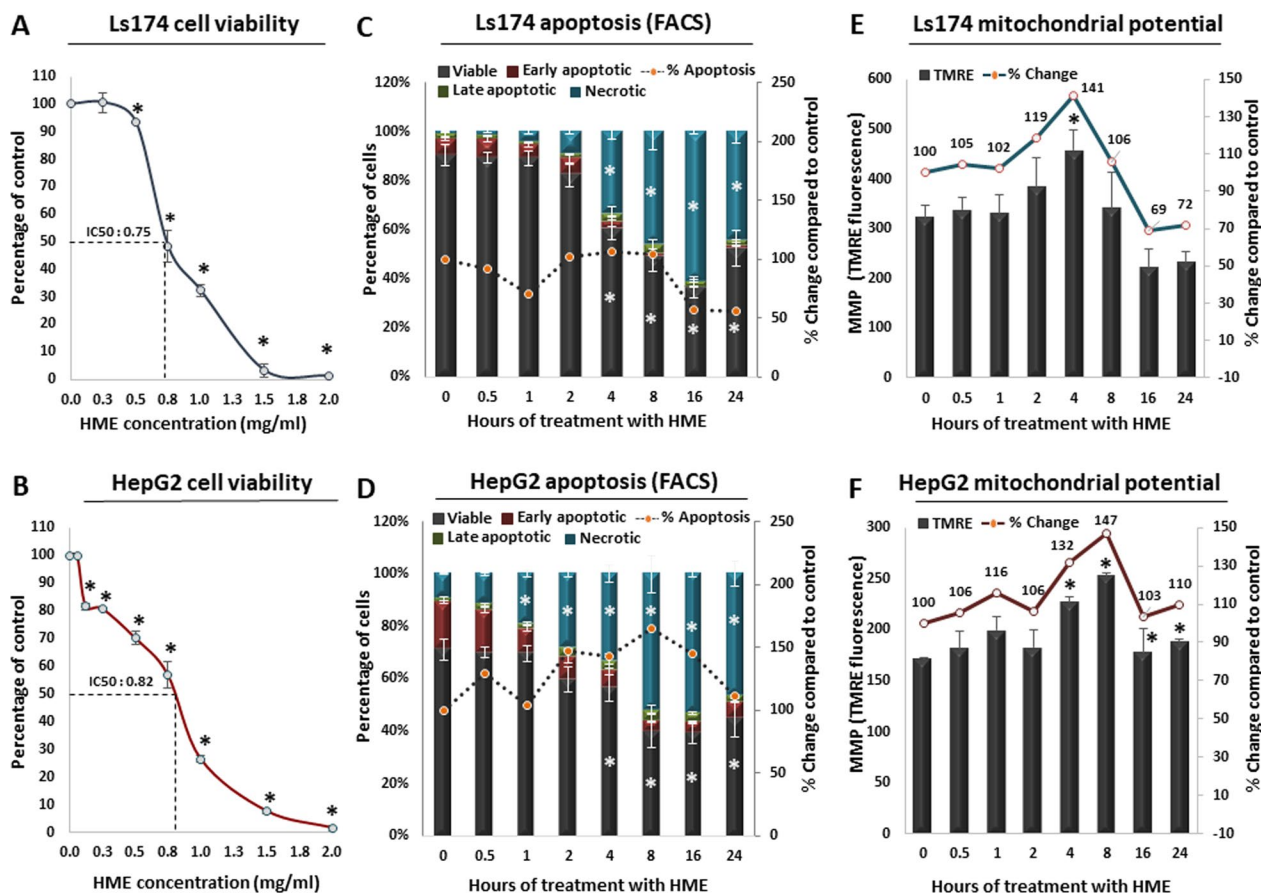 A
Ls174 cell viability
Percentage of control
110
100
90
80
70
60
50
40
30
20
10
0
IC50 : 0.75
* * * * *
0.0 0.3 0.5 0.8 1.0 1.3 1.5 1.8 2.0
HME concentration (mg/ml)
C
Ls174 apoptosis (FACS)
Viable Early apoptotic % Apoptosis
Late apoptotic Necrotic
Percentage of cells
120%
100%
80%
60%
40%
20%
0%
* * * *
* * * *
% Change compared to control
250
200
150
100
50
0
0 0.5 1 2 4 8 16 24
Hours of treatment with HME
E
Ls174 mitochondrial potential
TMRE % Change
MMP (TMRE fluorescence)
600
500
400
300
200
100
0
100 105 102 119 141 106 69 72
*
% Change compared to control
150
130
110
90
70
50
30
10
-10
0 0.5 1 2 4 8 16 24
Hours of treatment with HME
B
HepG2 cell viability
Percentage of control
110
100
90
80
70
60
50
40
30
20
10
0
IC50 : 0.82
* * * * * * *
0.0 0.3 0.5 0.8 1.0 1.3 1.5 1.8 2.0
HME concentration (mg/ml)
D
HepG2 apoptosis (FACS)
Viable Early apoptotic % Apoptosis
Late apoptotic Necrotic
Percentage of cells
120%
100%
80%
60%
40%
20%
0%
* * * * * *
* * * *
% Change compared to control
250
200
150
100
50
0
0 0.5 1 2 4 8 16 24
Hours of treatment with HME
F
HepG2 mitochondrial potential
TMRE % Change
MMP (TMRE fluorescence)
300
250
200
150
100
50
0
100 106 116 106 132 147 103 110
* * * *
% Change compared to control
150
130
110
90
70
50
30
10
-10
0 0.5 1 2 4 8 16 24
Hours of treatment with HME